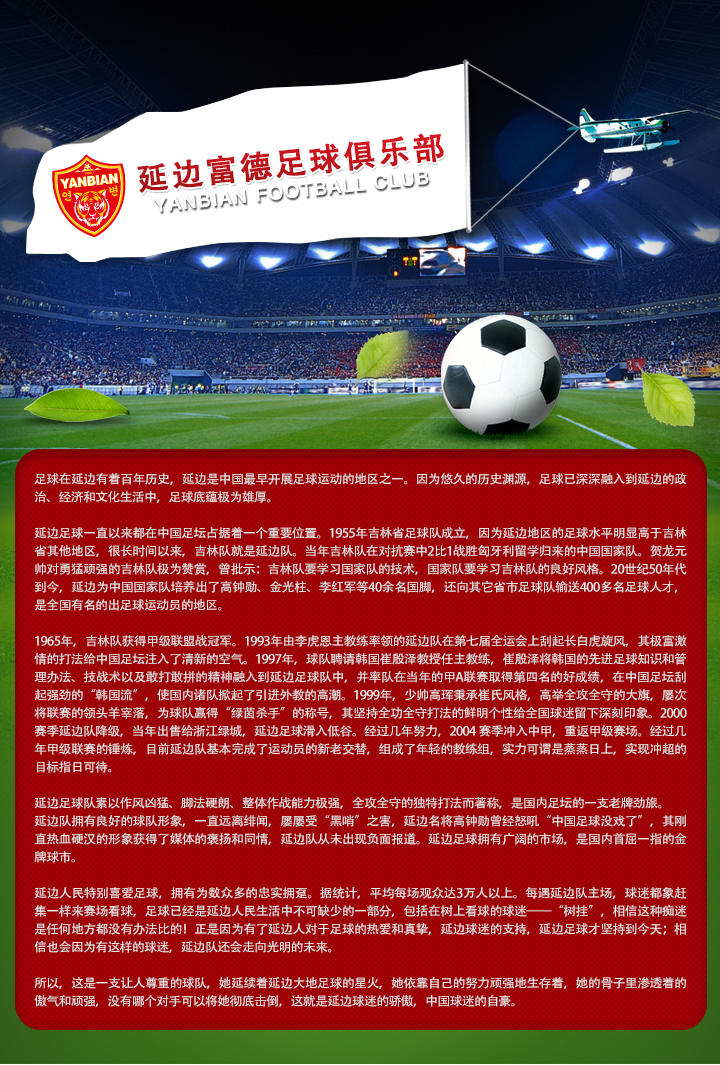 YANBIAN
연 변
延边富德足球俱乐部
YANBIAN FOOTBALL CLUB
足球在延边有着百年历史，延边是中国最早开展足球运动的地区之一。因为悠久的历史渊源，足球已深深融入到延边的政
治、经济和文化生活中，足球底蕴极为雄厚。
延边足球一直以来都在中国足坛占据着一个重要位置。1955年吉林省足球队成立，因为延边地区的足球水平明显高于吉林
省其他地区，很长时间以来，吉林队就是延边队。当年吉林队在对抗赛中2比1战胜匈牙利留学归来的中国国家队。贺龙元
帅对勇猛顽强的吉林队极为赞赏，曾批示：吉林队要学习国家队的技术，国家队要学习吉林队的良好风格。20世纪50年代
到今，延边为中国国家队培养出了高钟勋、金光柱、李红军等40余名国脚，还向其它省市足球队输送400多名足球人才，
是全国有名的出足球运动员的地区。
1965年，吉林队获得甲级联盟战冠军。1993年由李虎恩主教练率领的延边队在第七届全运会上刮起长白虎旋风，其极富激
情的打法给中国足坛注入了清新的空气。1997年，球队聘请韩国崔殷泽教授任主教练，崔殷泽将韩国的先进足球知识和管
理办法、技战术以及敢打敢拼的精神融入到延边足球队中，并率队在当年的甲A联赛取得第四名的好成绩，在中国足坛刮
起强劲的“韩国流”，使国内诸队掀起了引进外教的高潮。1999年，少帅高珲秉承崔氏风格，高举全攻全守的大旗，屡次
将联赛的领头羊宰落，为球队赢得“绿茵杀手”的称号，其坚持全功全守打法的鲜明个性给全国球迷留下深刻印象。2000
赛季延边队降级，当年出售给浙江绿城，延边足球滑入低谷。经过几年努力，2004 赛季冲入中甲，重返甲级赛场。经过几
年甲级联赛的锤炼，目前延边队基本完成了运动员的新老交替，组成了年轻的教练组，实力可谓是蒸蒸日上，实现冲超的
目标指日可待。
延边足球队素以作风凶猛、脚法硬朗、整体作战能力极强，全攻全守的独特打法而著称，是国内足坛的一支老牌劲旅。
延边队拥有良好的球队形象，一直远离绯闻，屡屡受“黑哨”之害，延边名将高钟勋曾经怒吼“中国足球没戏了”，其刚
直热血硬汉的形象获得了媒体的褒扬和同情，延边队从未出现负面报道。延边足球拥有广阔的市场，是国内首屈一指的金
牌球市。
延边人民特别喜爱足球，拥有为数众多的忠实拥趸。据统计，平均每场观众达3万人以上。每遇延边队主场，球迷都象赶
集一样来赛场看球，足球已经是延边人民生活中不可缺少的一部分，包括在树上看球的球迷——“树挂”，相信这种痴迷
是任何地方都没有办法比的！正是因为有了延边人对于足球的热爱和真挚，延边球迷的支持，延边足球才坚持到今天；相
信也会因为有这样的球迷，延边队还会走向光明的未来。
所以，这是一支让人尊重的球队，她延续着延边大地足球的星火，她依靠自己的努力顽强地生存着，她的骨子里渗透着的
傲气和顽强，没有哪个对手可以将她彻底击倒，这就是延边球迷的骄傲，中国球迷的自豪。